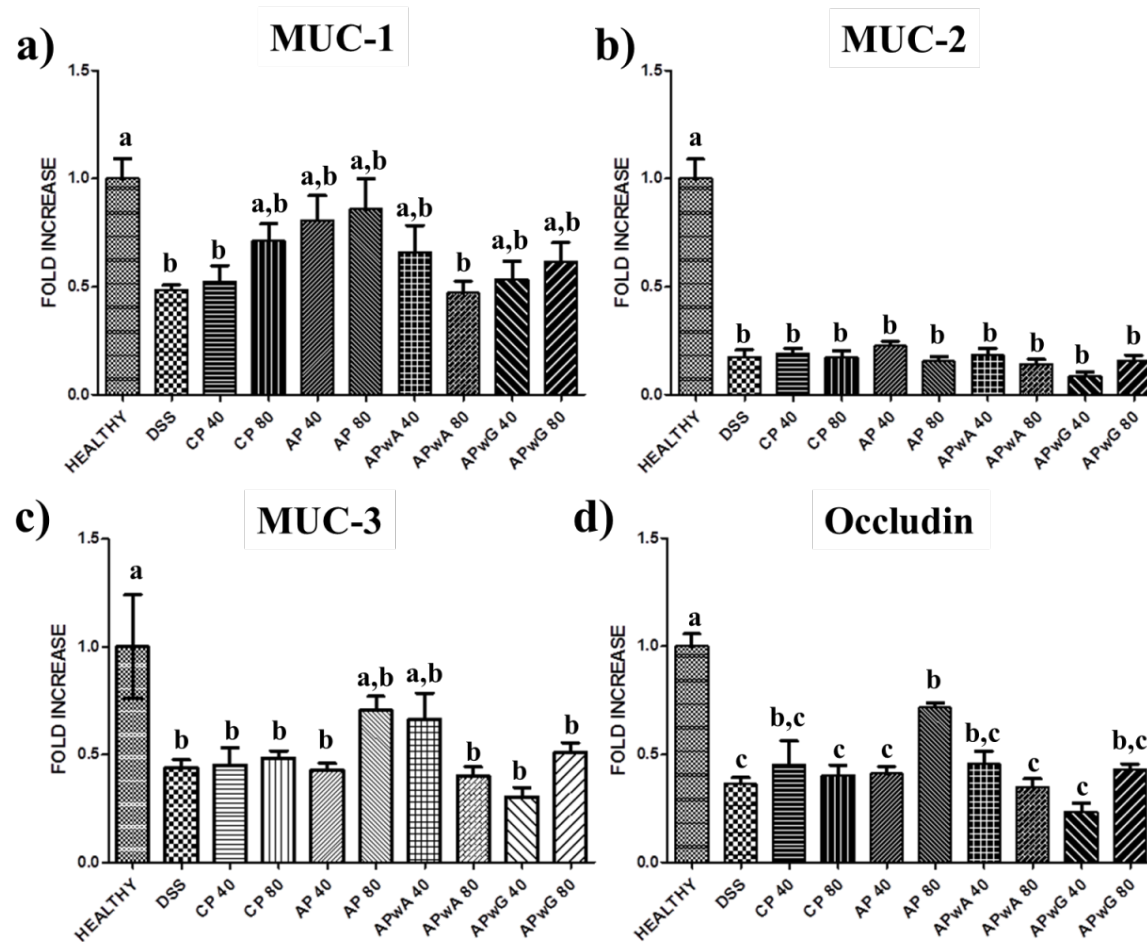 a)
MUC-1
FOLD INCREASE
1.5
1.0
0.5
0.0
a
b
b
a,b
a,b
a,b
a,b
b
a,b
a,b
HEALTHY
DSS
CP 40
CP 80
AP 40
AP 80
APwA 40
APwA 80
APwG 40
APwG 80
b)
MUC-2
FOLD INCREASE
1.5
1.0
0.5
0.0
a
b
b
b
b
b
b
b
b
b
HEALTHY
DSS
CP 40
CP 80
AP 40
AP 80
APwA 40
APwA 80
APwG 40
APwG 80
c)
MUC-3
FOLD INCREASE
1.5
1.0
0.5
0.0
a
b
b
b
b
a,b
a,b
b
b
b
HEALTHY
DSS
CP 40
CP 80
AP 40
AP 80
APwA 40
APwA 80
APwG 40
APwG 80
d)
Occludin
FOLD INCREASE
1.5
1.0
0.5
0.0
a
c
b,c
c
c
b
b,c
c
c
b,c
HEALTHY
DSS
CP 40
CP 80
AP 40
AP 80
APwA 40
APwA 80
APwG 40
APwG 80